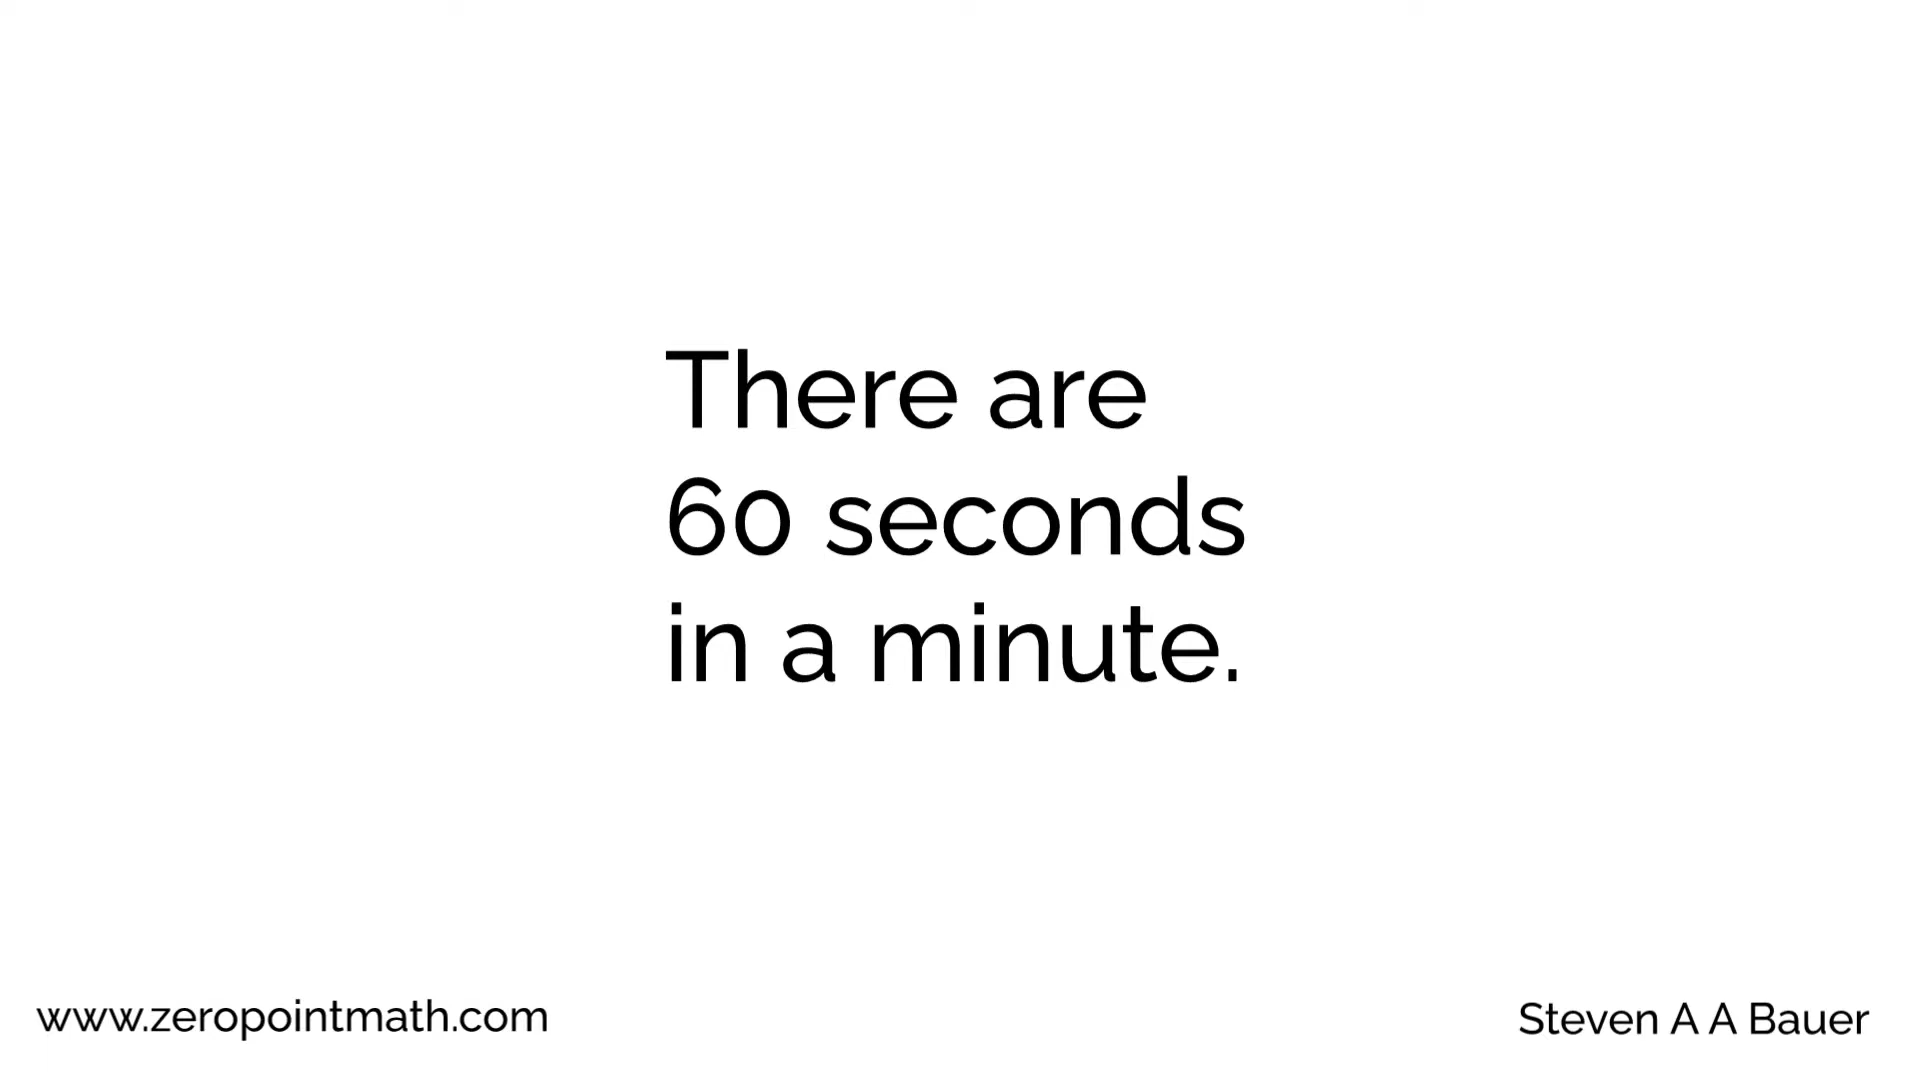 There are
60 seconds
in a minute.
www.zeropointmath.com
Steven A A Bauer